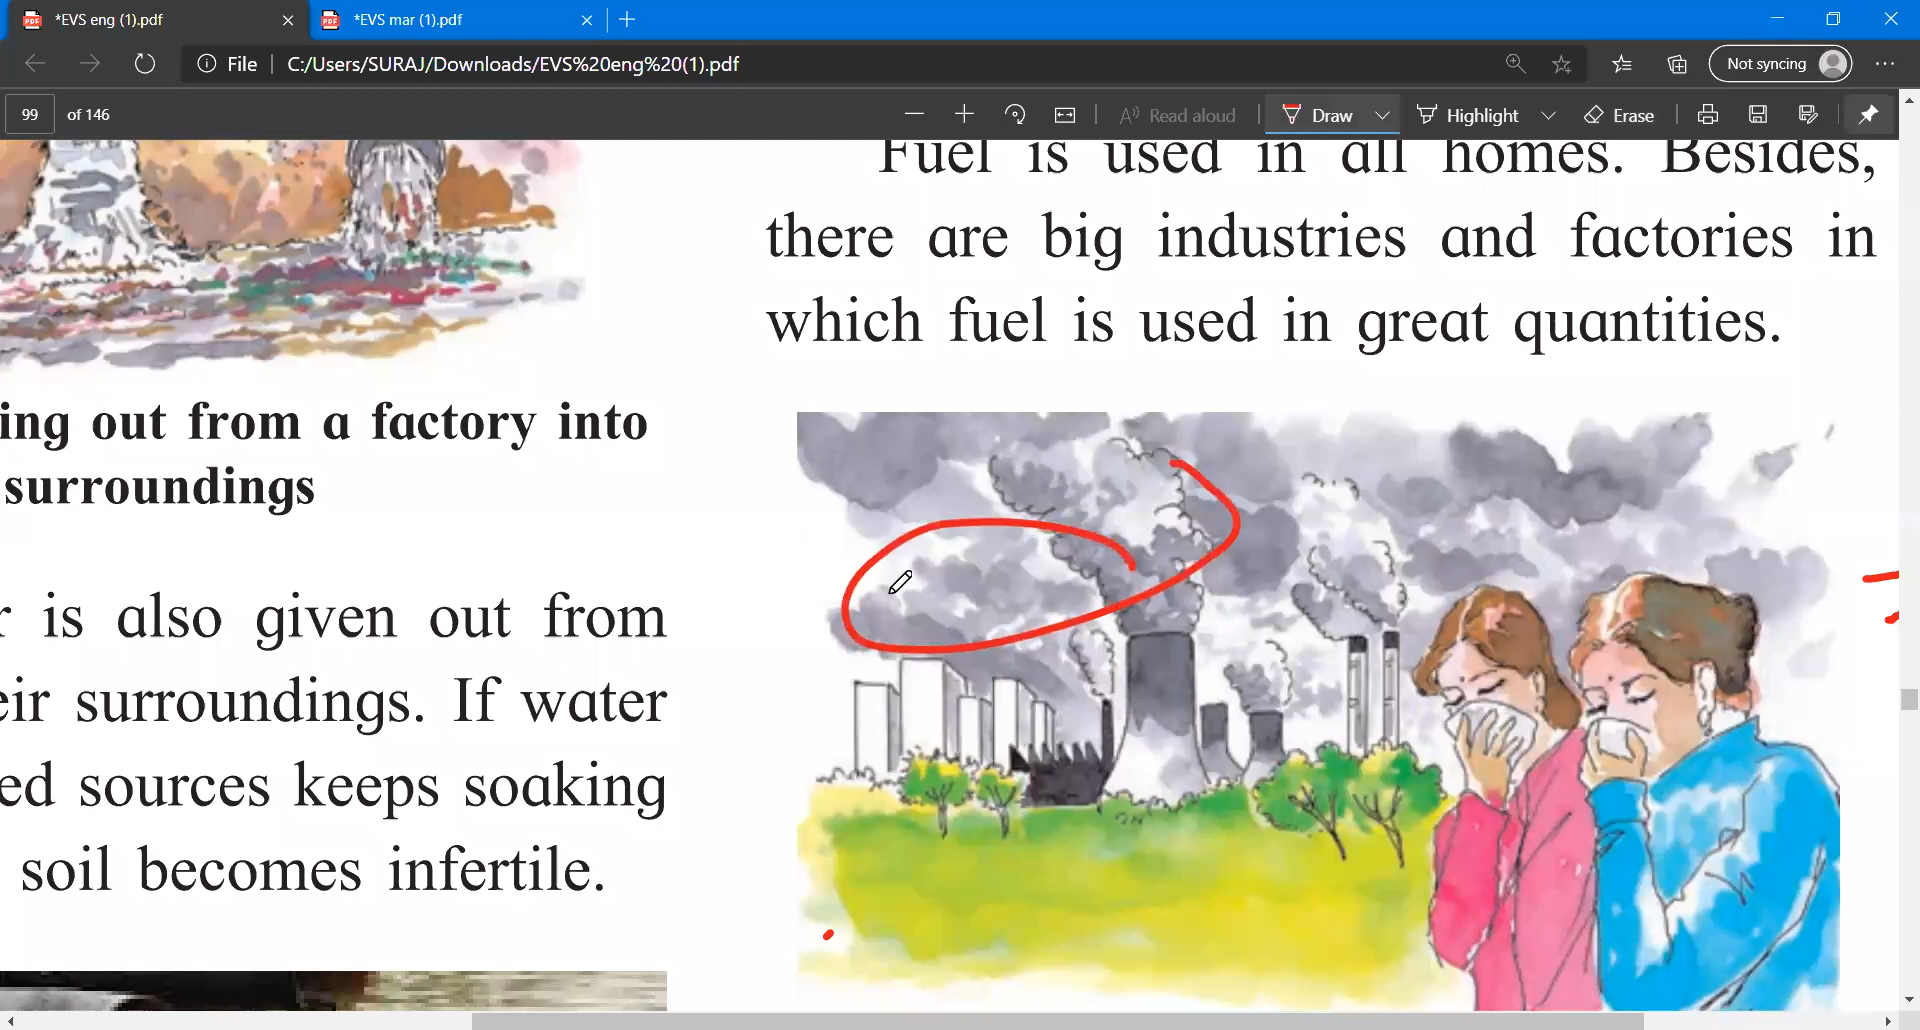 *EVS eng (1).pdf
*EVS mar (1).pdf
File
C:/Users/SURAJ/Downloads/EVS%20eng%20(1).pdf
Not syncing
99 of 146
Read aloud
Draw
Highlight
Erase
ing out from a factory into
surroundings
r is also given out from
eir surroundings. If water
ed sources keeps soaking
soil becomes infertile.
Fuel is used in all homes. Besides,
there are big industries and factories in
which fuel is used in great quantities.